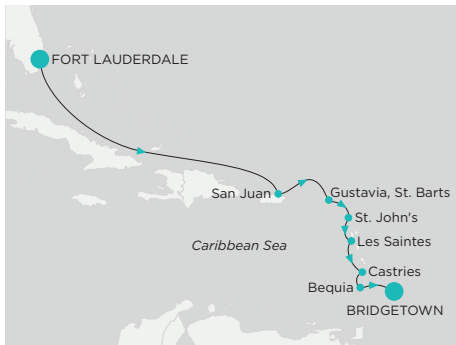 FORT LAUDERDALE
San Juan
Gustavia, St. Barts
St. John's
Les Saintes
Caribbean Sea
Castries
Bequia
BRIDGETOWN